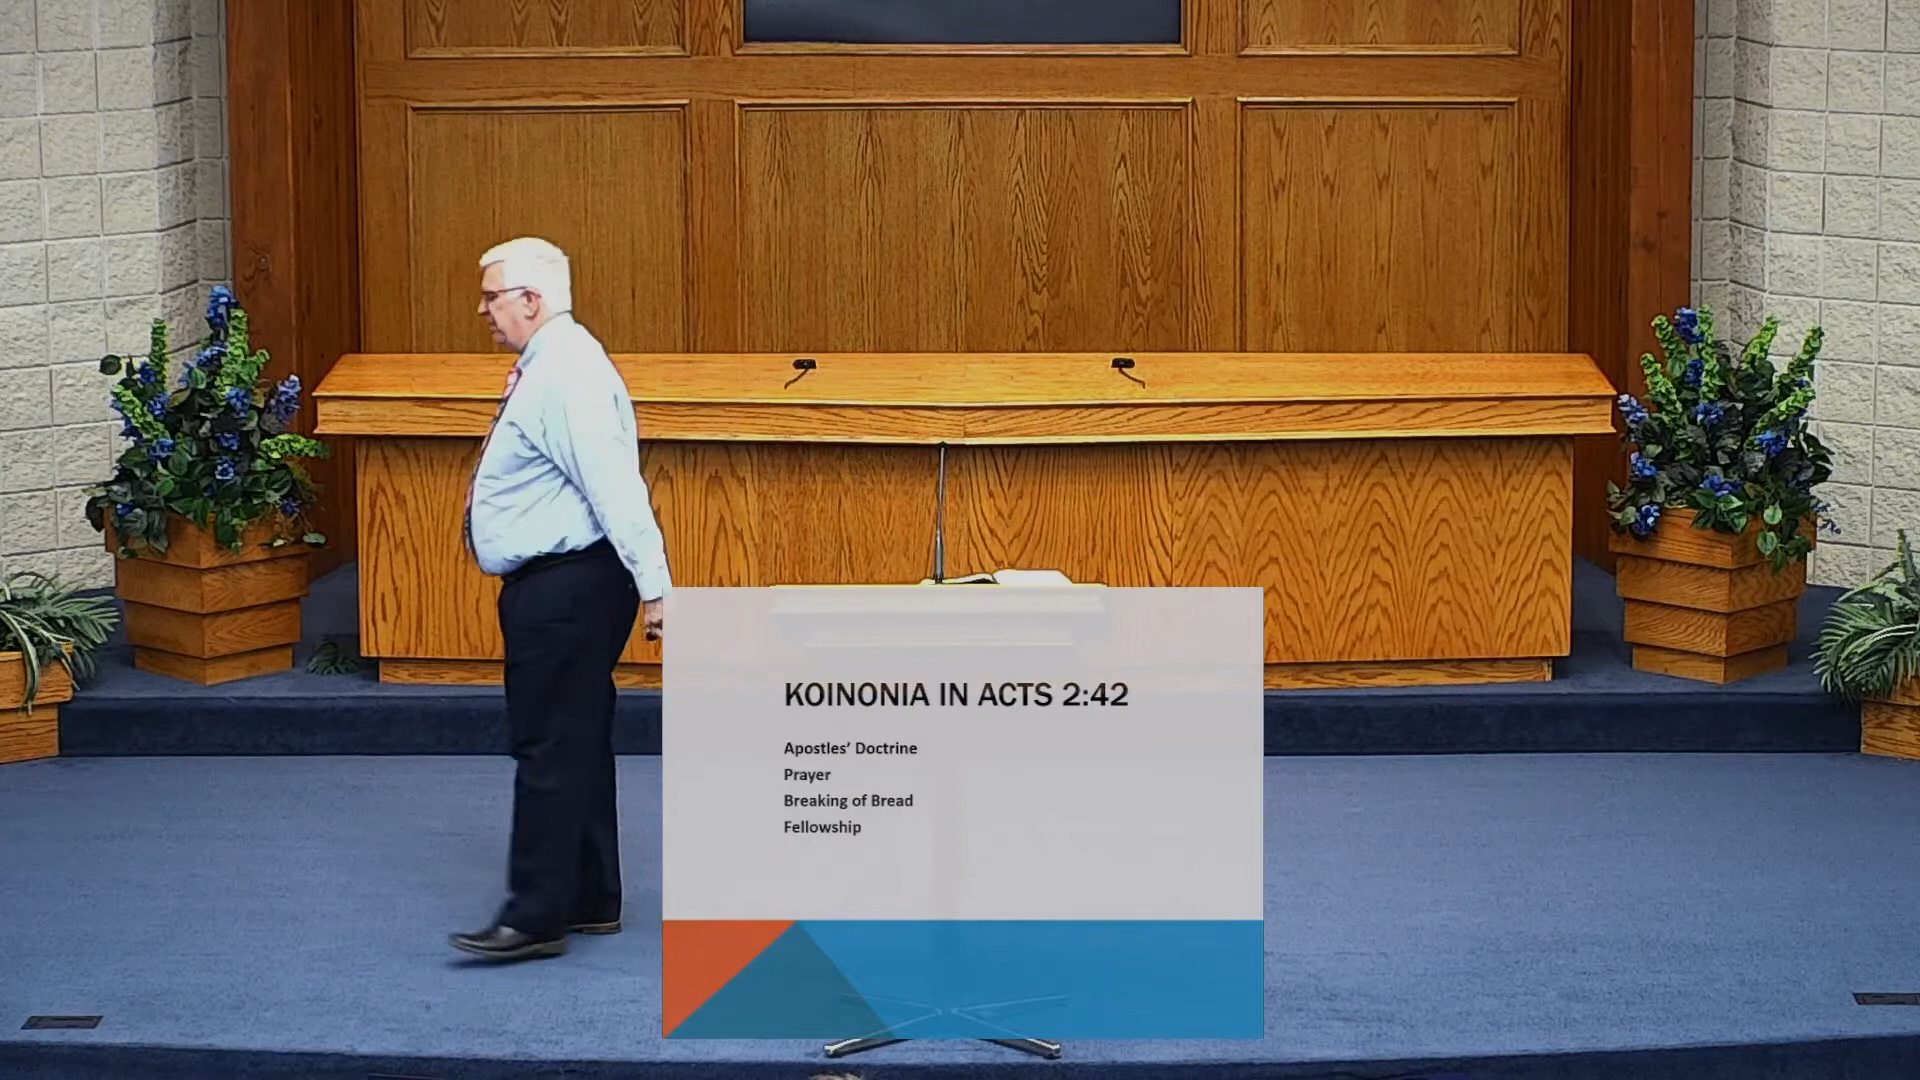 KOINONIA IN ACTS 2:42
Apostles’ Doctrine
Prayer
Breaking of Bread
Fellowship